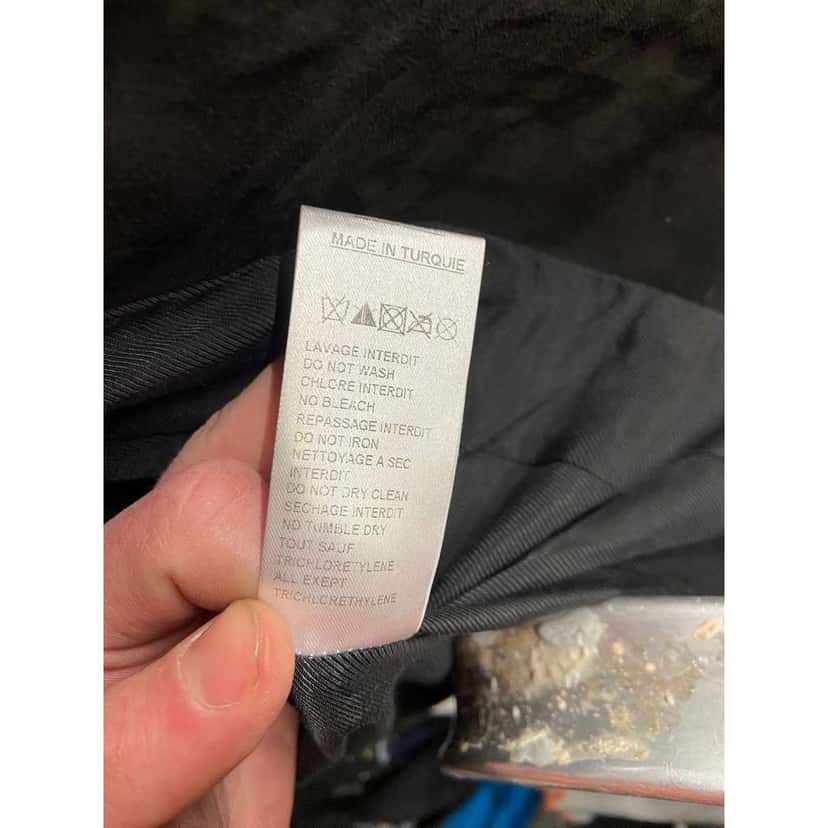 MADE IN TURQUIE
LAVAGE INTERDIT
DO NOT WASH
CHLORE INTERDIT
NO BLEACH
REPASSAGE INTERDIT
DO NOT IRON
NETTOYAGE A SEC
INTERDIT
DO NOT DRY CLEAN
SECHAGE INTERDIT
NO TUMBLE DRY
TOUT SAUF
TRICHLORETYLENE
ALL EXEPT
TRICHLORETHYLENE